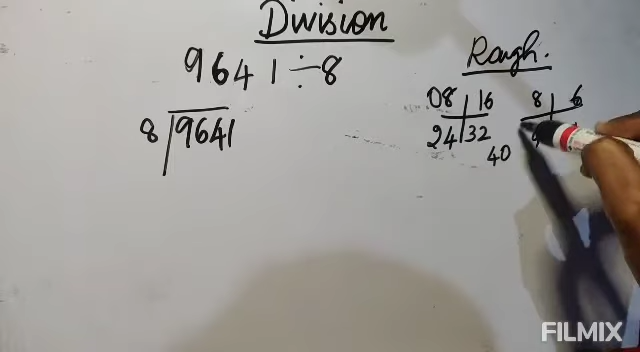 Division
9641 ÷ 8
Rough.
08 | 16
24 | 32
40
8 | 6
8 9641
FILMIX